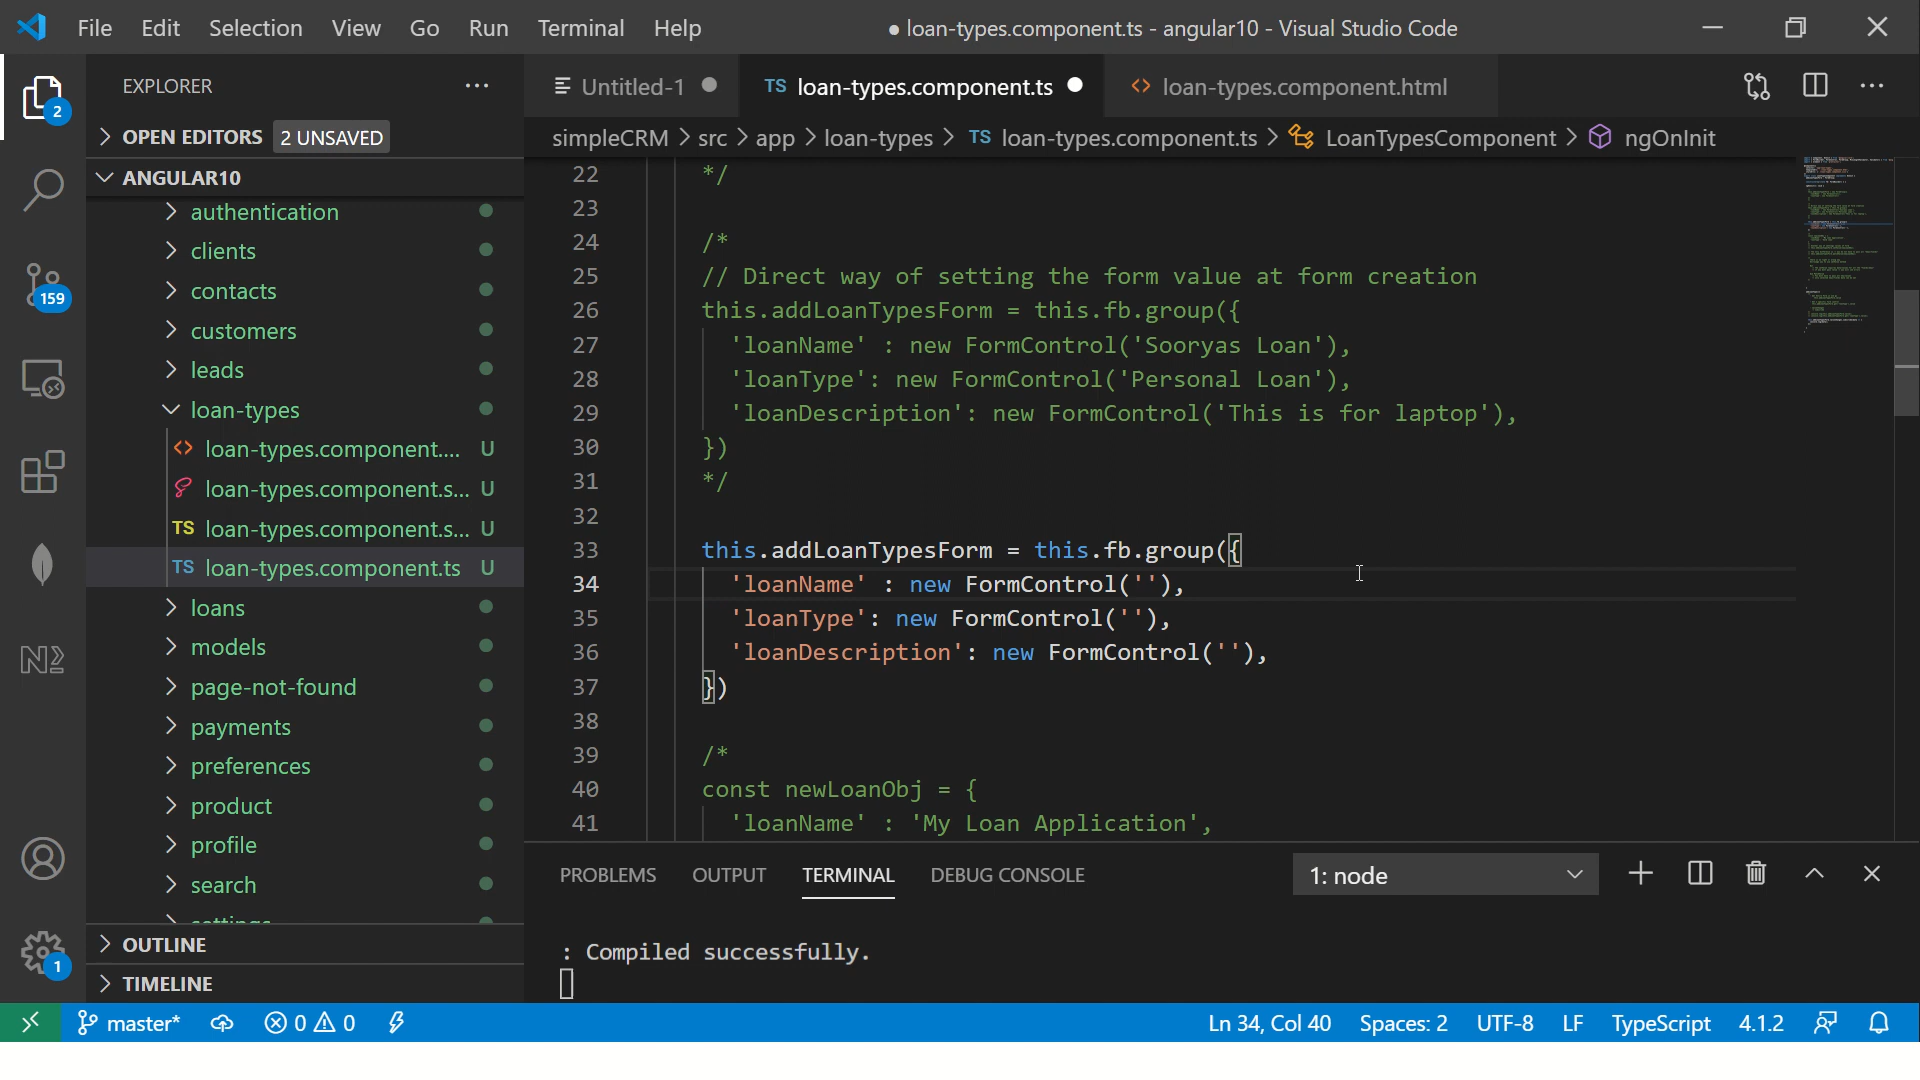 File Edit Selection View Go Run Terminal Help
● loan-types.component.ts - angular10 - Visual Studio Code
EXPLORER
2
OPEN EDITORS 2 UNSAVED
ANGULAR10
authentication
clients
contacts
159
customers
leads
loan-types
loan-types.component.... U
loan-types.component.s... U
TS loan-types.component.s... U
TS loan-types.component.ts U
loans
models
page-not-found
payments
preferences
product
profile
search
OUTLINE
1
TIMELINE
Untitled-1
TS loan-types.component.ts
<> loan-types.component.html
simpleCRM > src > app > loan-types > TS loan-types.component.ts > LoanTypesComponent > ngOnInit
22 */
23
24 /*
25 // Direct way of setting the form value at form creation
26 this.addLoanTypesForm = this.fb.group({
27 'loanName' : new FormControl('Sooryas Loan'),
28 'loanType': new FormControl('Personal Loan'),
29 'loanDescription': new FormControl('This is for laptop'),
30 })
31 */
32
33 this.addLoanTypesForm = this.fb.group({
34 'loanName' : new FormControl(''),
35 'loanType': new FormControl(''),
36 'loanDescription': new FormControl(''),
37 })
38
39 /*
40 const newLoanObj = {
41 'loanName' : 'My Loan Application',
PROBLEMS OUTPUT TERMINAL DEBUG CONSOLE
1: node
: Compiled successfully.
master* 0 0
Ln 34, Col 40 Spaces: 2 UTF-8 LF TypeScript 4.1.2